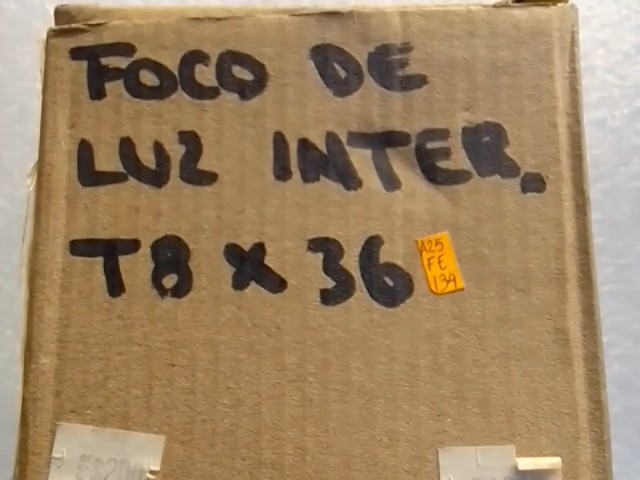 FOCO DE
LUZ INTER.
T8 x 36
A25
FE
134